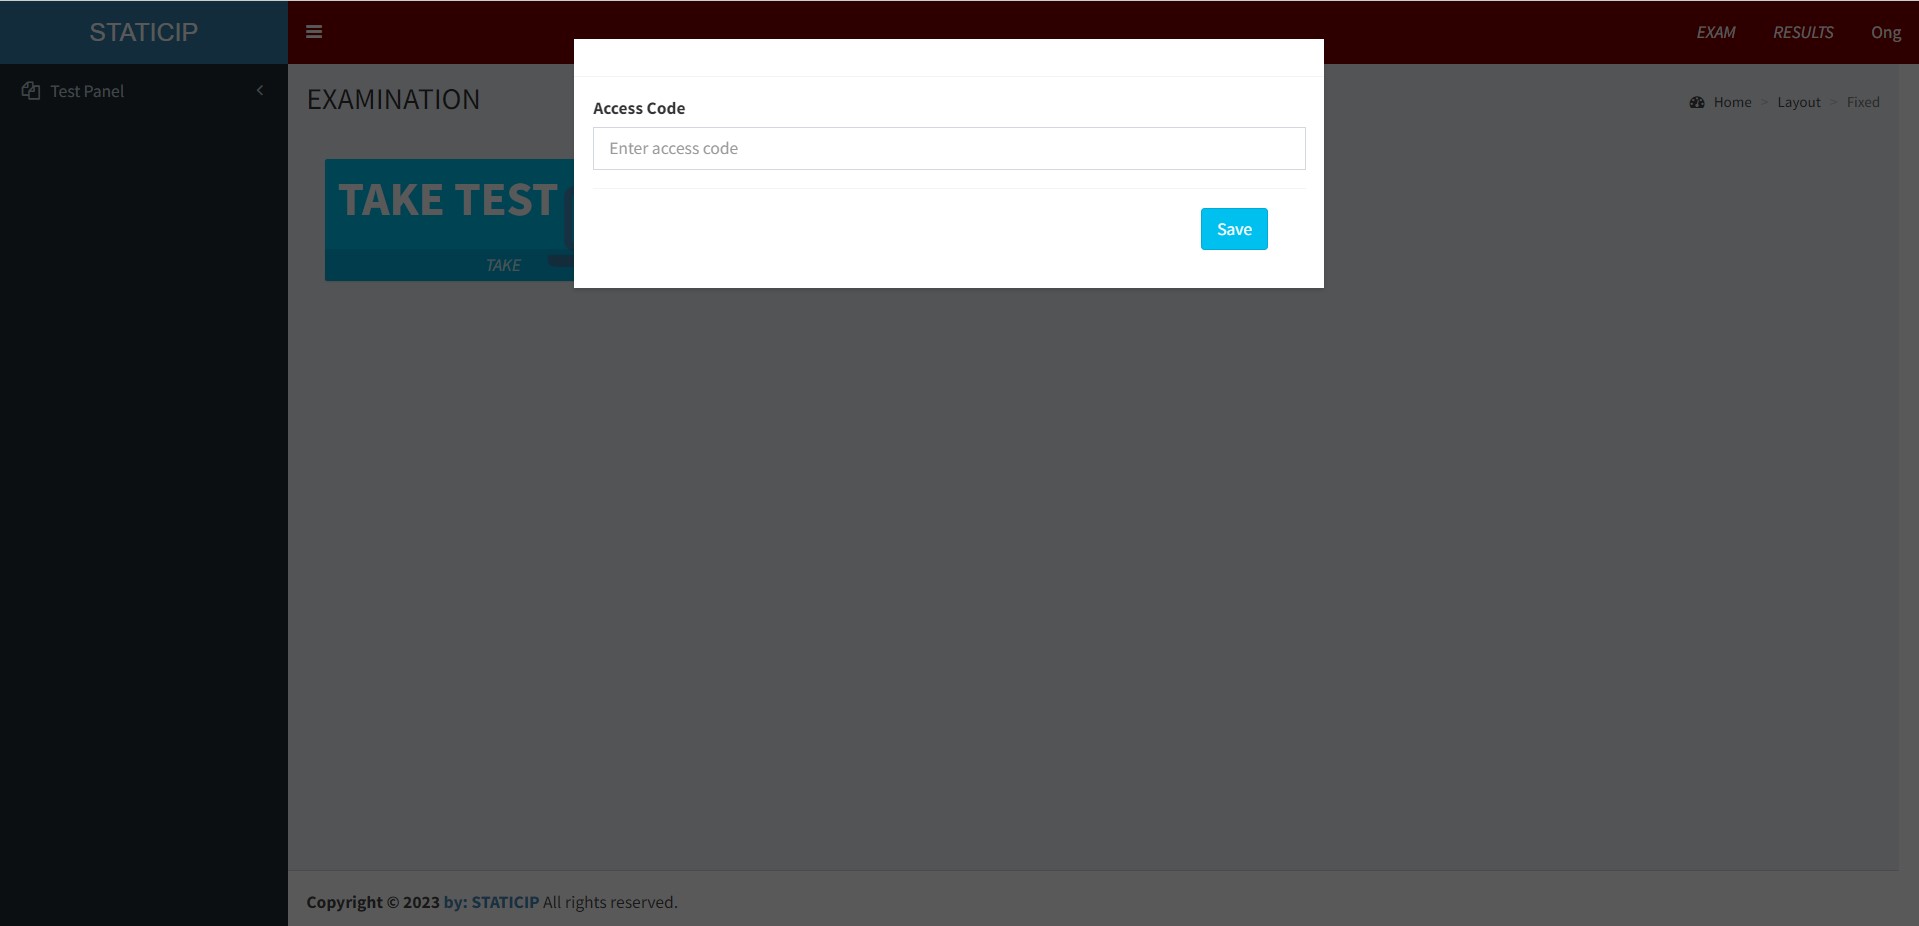 STATICIP
EXAM RESULTS Ong
Test Panel
EXAMINATION
Home > Layout > Fixed
TAKE TEST
TAKE
Access Code
Enter access code
Save
Copyright © 2023 by: STATICIP All rights reserved.